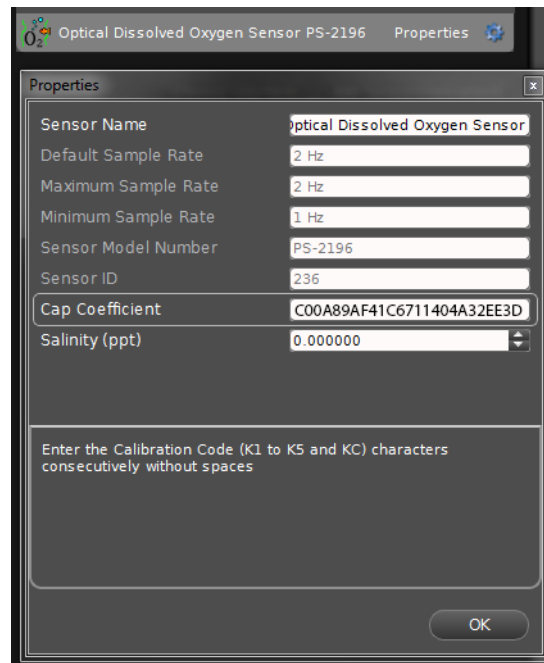 O2 Optical Dissolved Oxygen Sensor PS-2196 Properties
Properties x
Sensor Name ptical Dissolved Oxygen Sensor
Default Sample Rate 2 Hz
Maximum Sample Rate 2 Hz
Minimum Sample Rate 1 Hz
Sensor Model Number PS-2196
Sensor ID 236
Cap Coefficient C00A89AF41C6711404A32EE3D
Salinity (ppt) 0.000000
Enter the Calibration Code (K1 to K5 and KC) characters
consecutively without spaces
OK